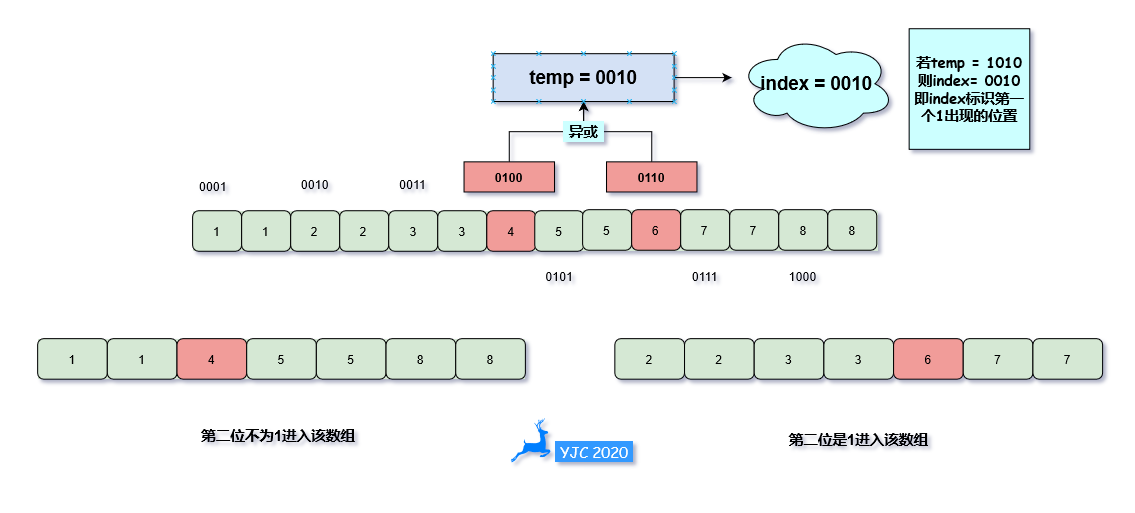 temp = 0010
index = 0010
若temp = 1010
则index= 0010
即index标识第一
个1出现的位置
异或
0100 0110
0001 0010 0011
1 1 2 2 3 3 4 5 5 6 7 7 8 8
0101 0111 1000
1 1 4 5 5 8 8
2 2 3 3 6 7 7
第二位不为1进入该数组
第二位是1进入该数组
YJC 2020